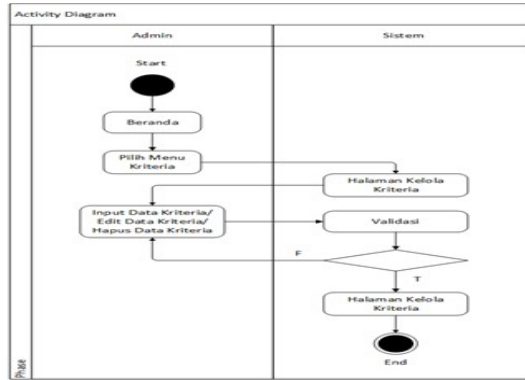 Activity Diagram
Admin
Sistem
Start
Beranda
Pilih Menu
Kriteria
Halaman Kelola
Kriteria
Input Data Kriteria/
Edit Data Kriteria/
Hapus Data Kriteria
Validasi
F
T
Halaman Kelola
Kriteria
End
Phase